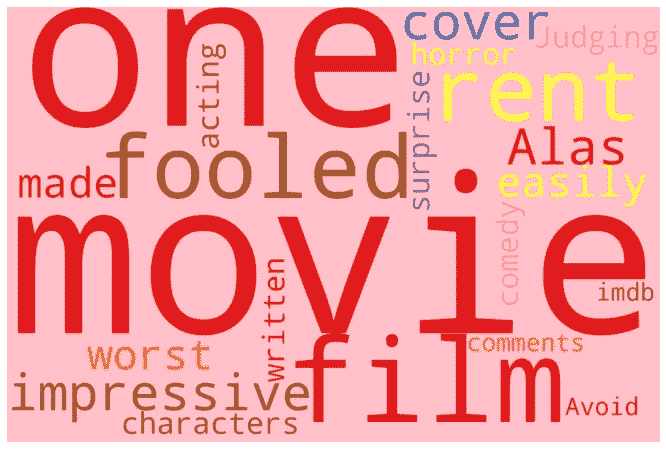 one
cover
Judging
horror
acting
surprise
rent
fooled
Alas
made
easily
movie
comedy
imdb
written
worst
film
comments
impressive
Avoid
characters